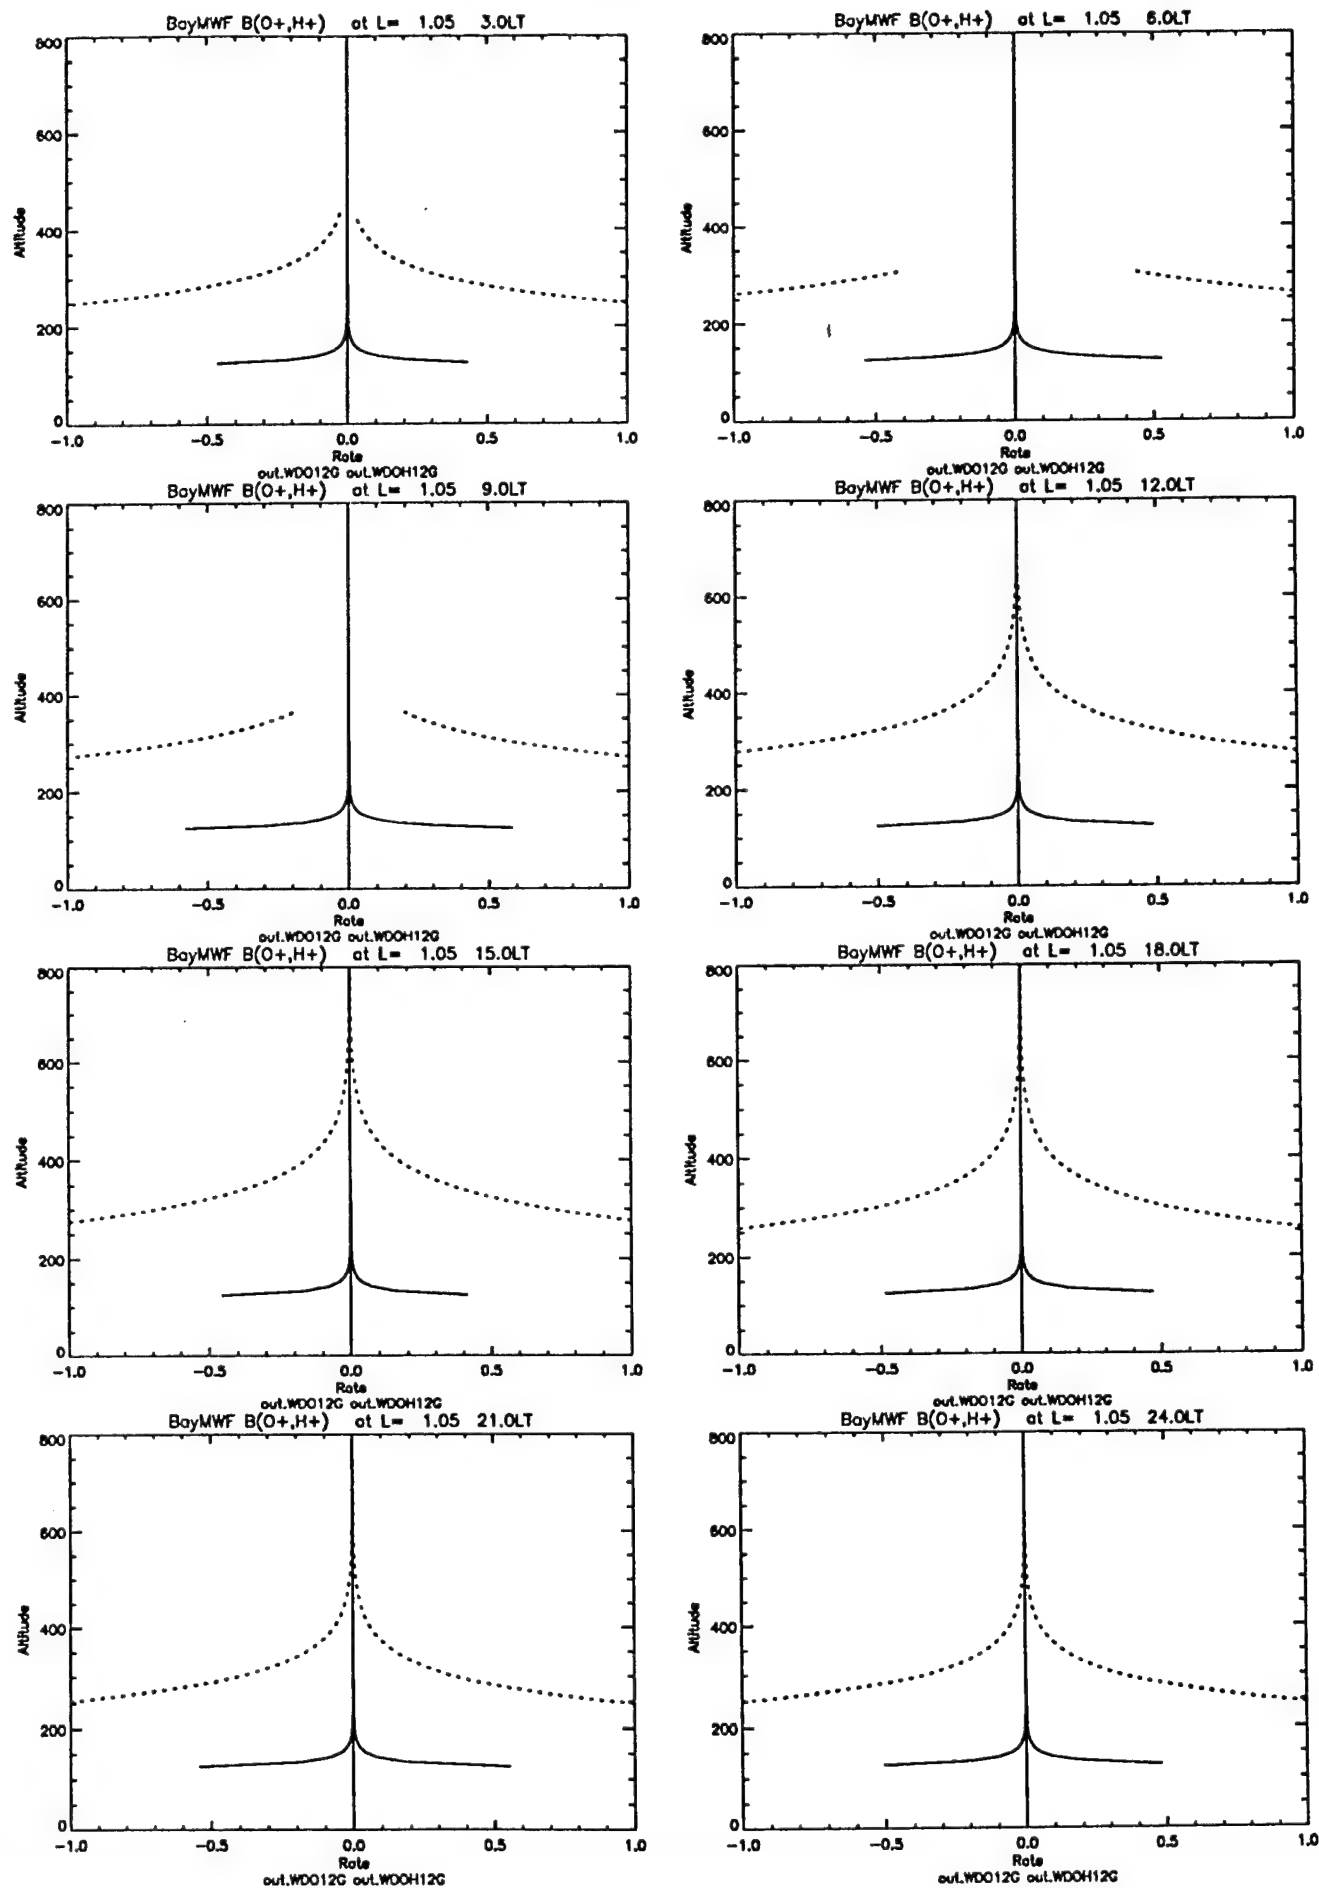 BayMWF B(O+,H+) at L= 1.05 3.0LT
800
600
400
200
0
Altitude
-1.0 -0.5 0.0 0.5 1.0
Rate
out.WDO12G out.WDOH12G
BayMWF B(O+,H+) at L= 1.05 6.0LT
800
600
400
200
0
Altitude
-1.0 -0.5 0.0 0.5 1.0
Rate
out.WDO12G out.WDOH12G
BayMWF B(O+,H+) at L= 1.05 9.0LT
800
600
400
200
0
Altitude
-1.0 -0.5 0.0 0.5 1.0
Rate
out.WDO12G out.WDOH12G
BayMWF B(O+,H+) at L= 1.05 12.0LT
800
600
400
200
0
Altitude
-1.0 -0.5 0.0 0.5 1.0
Rate
out.WDO12G out.WDOH12G
BayMWF B(O+,H+) at L= 1.05 15.0LT
800
600
400
200
0
Altitude
-1.0 -0.5 0.0 0.5 1.0
Rate
out.WDO12G out.WDOH12G
BayMWF B(O+,H+) at L= 1.05 18.0LT
800
600
400
200
0
Altitude
-1.0 -0.5 0.0 0.5 1.0
Rate
out.WDO12G out.WDOH12G
BayMWF B(O+,H+) at L= 1.05 21.0LT
800
600
400
200
0
Altitude
-1.0 -0.5 0.0 0.5 1.0
Rate
out.WDO12G out.WDOH12G
BayMWF B(O+,H+) at L= 1.05 24.0LT
800
600
400
200
0
Altitude
-1.0 -0.5 0.0 0.5 1.0
Rate
out.WDO12G out.WDOH12G